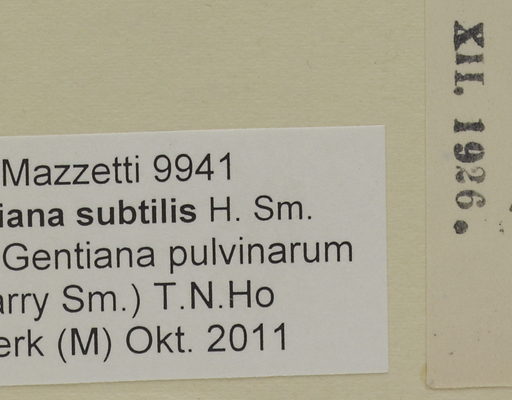 Mazzetti 9941
iana subtilis H. Sm.
Gentiana pulvinarum
arry Sm.) T.N.Ho
erk (M) Okt. 2011
XII. 1926.